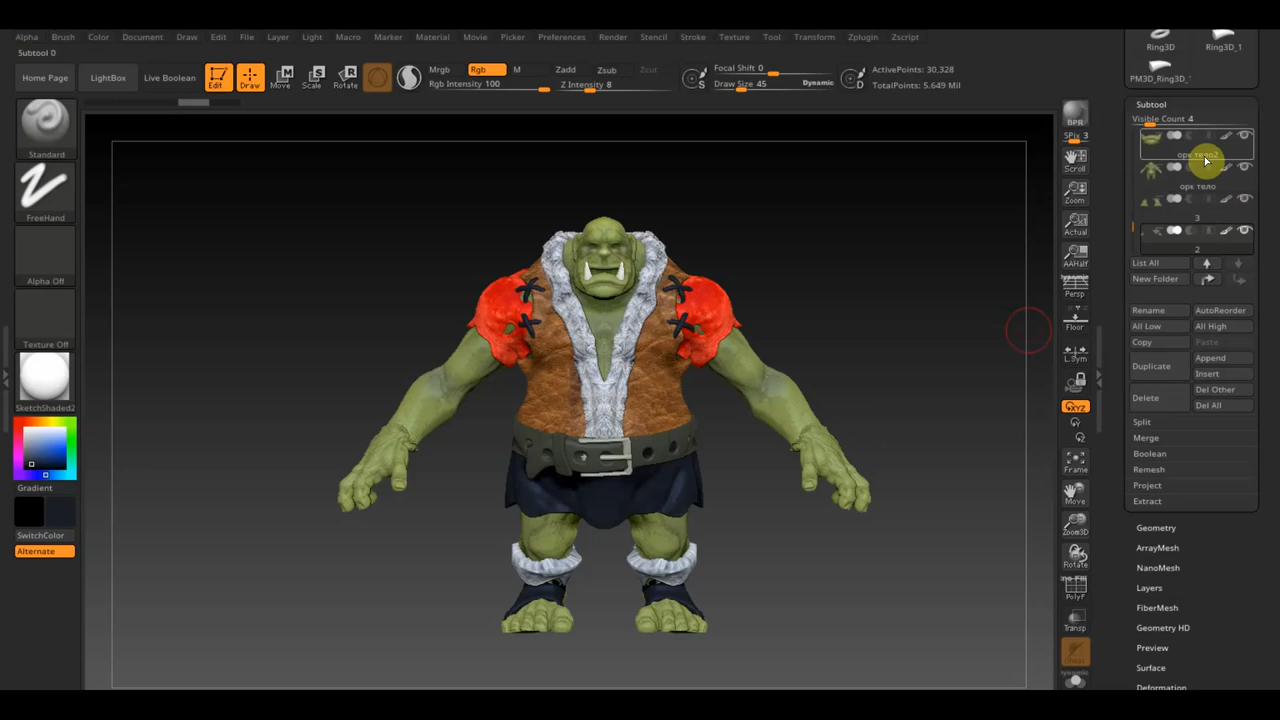 Alpha Brush Color Document Draw Edit File Layer Light Macro Marker Material Movie Picker Preferences Render Stencil Stroke Texture Tool Transform Zplugin Zscript
Subtool 0
Home Page LightBox Live Boolean Edit Draw Move Scale Rotate
Mrgb Rgb M Zadd Zsub Zcut
Rgb Intensity 100 Z Intensity 8
Focal Shift 0
Draw Size 45 Dynamic
S D
ActivePoints: 30,328
TotalPoints: 5.649 Mil
Standard
FreeHand
Alpha Off
Texture Off
SketchShaded2
Gradient
SwitchColor
Alternate
BPR
SPix 3
Scroll
Zoom
Actual
AAHalf
Persp
Floor
L.Sym
XYZ
Frame
Move
Zoom3D
Rotate
PolyF
Transp
Ring3D Ring3D_1
PM3D_Ring3D_1
Subtool
Visible Count 4
орк тело2
орк тело
3
2
List All
New Folder
Rename AutoReorder
All Low All High
Copy Paste
Duplicate Append
Insert
Delete Del Other
Del All
Split
Merge
Boolean
Remesh
Project
Extract
Geometry
ArrayMesh
NanoMesh
Layers
FiberMesh
Geometry HD
Preview
Surface
Deformation